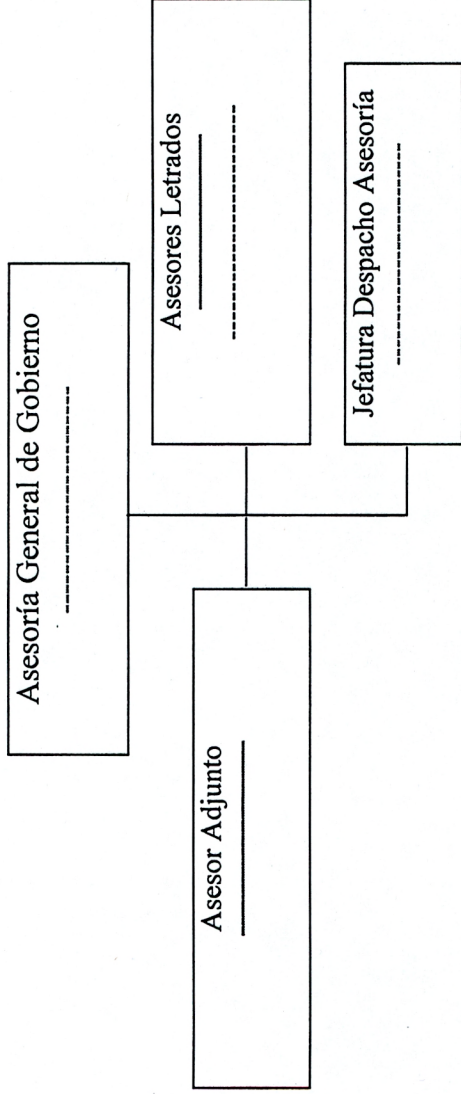 Asesoría General de Gobierno
Asesor Adjunto
Asesores Letrados
Jefatura Despacho Asesoría